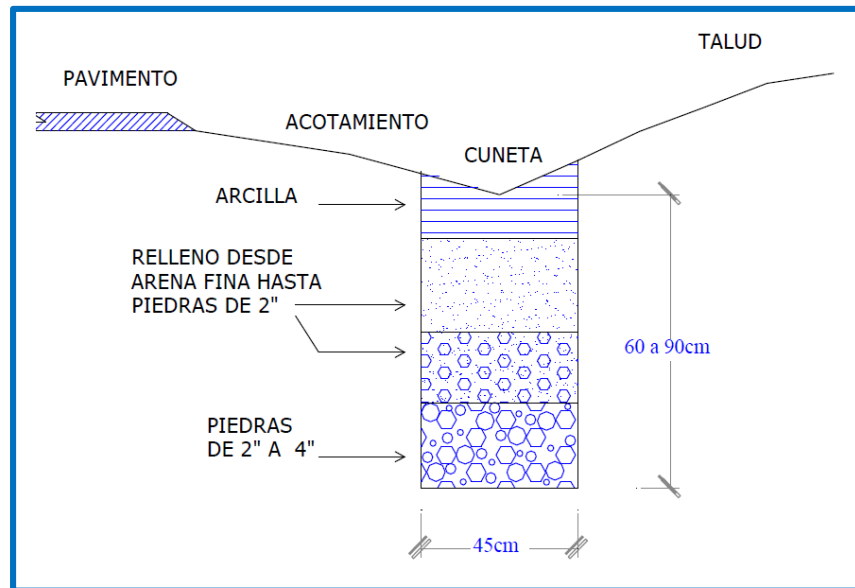 TALUD
PAVIMENTO
ACOTAMIENTO
CUNETA
ARCILLA
RELLENO DESDE
ARENA FINA HASTA
PIEDRAS DE 2"
60 a 90cm
PIEDRAS
DE 2" A 4"
45cm